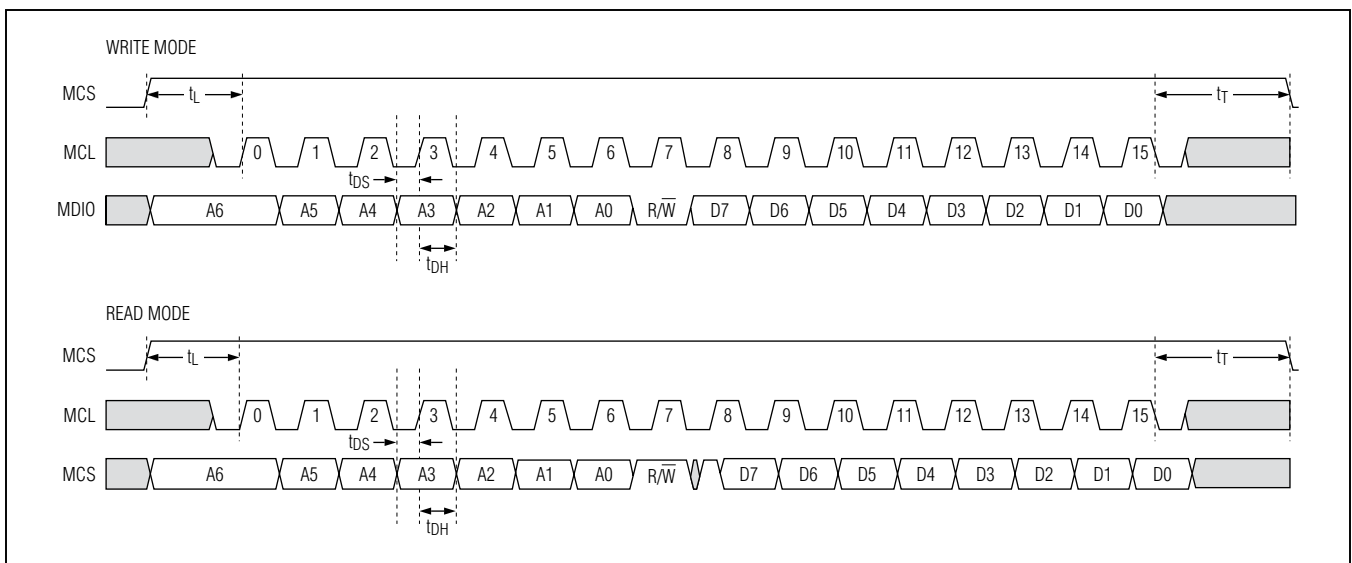 WRITE MODE
MCS tL tT
MCL 0 1 2 3 4 5 6 7 8 9 10 11 12 13 14 15
tDS
MDIO A6 A5 A4 A3 A2 A1 A0 R/W̅ D7 D6 D5 D4 D3 D2 D1 D0
tDH
READ MODE
MCS tL tT
MCL 0 1 2 3 4 5 6 7 8 9 10 11 12 13 14 15
tDS
MCS A6 A5 A4 A3 A2 A1 A0 R/W̅ D7 D6 D5 D4 D3 D2 D1 D0
tDH